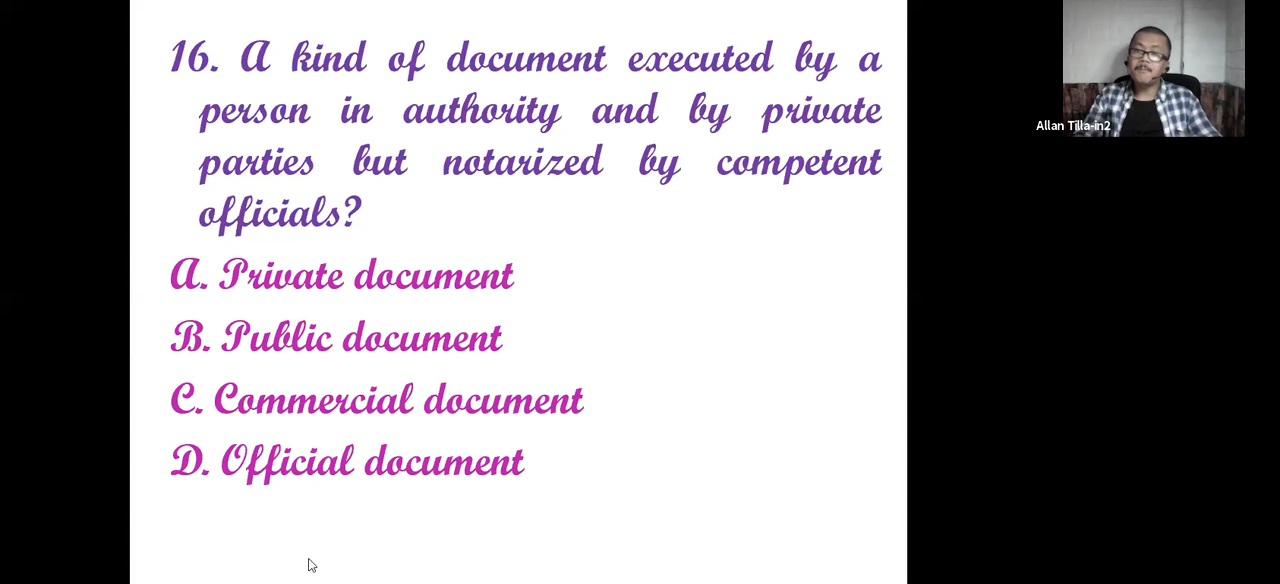 16. A kind of document executed by a
person in authority and by private
parties but notarized by competent
officials?
A. Private document
B. Public document
C. Commercial document
D. Official document
Allan Tilla-in2